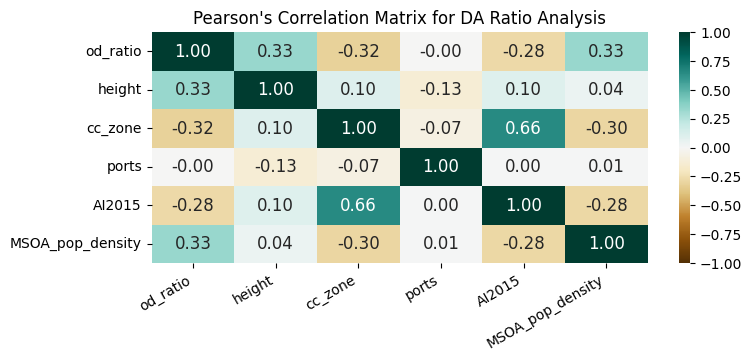 Pearson's Correlation Matrix for DA Ratio Analysis
od_ratio 1.00 0.33 -0.32 -0.00 -0.28 0.33
height 0.33 1.00 0.10 -0.13 0.10 0.04
cc_zone -0.32 0.10 1.00 -0.07 0.66 -0.30
ports -0.00 -0.13 -0.07 1.00 0.00 0.01
AI2015 -0.28 0.10 0.66 0.00 1.00 -0.28
MSOA_pop_density 0.33 0.04 -0.30 0.01 -0.28 1.00
od_ratio height cc_zone ports AI2015 MSOA_pop_density
1.00
0.75
0.50
0.25
0.00
−0.25
−0.50
−0.75
−1.00